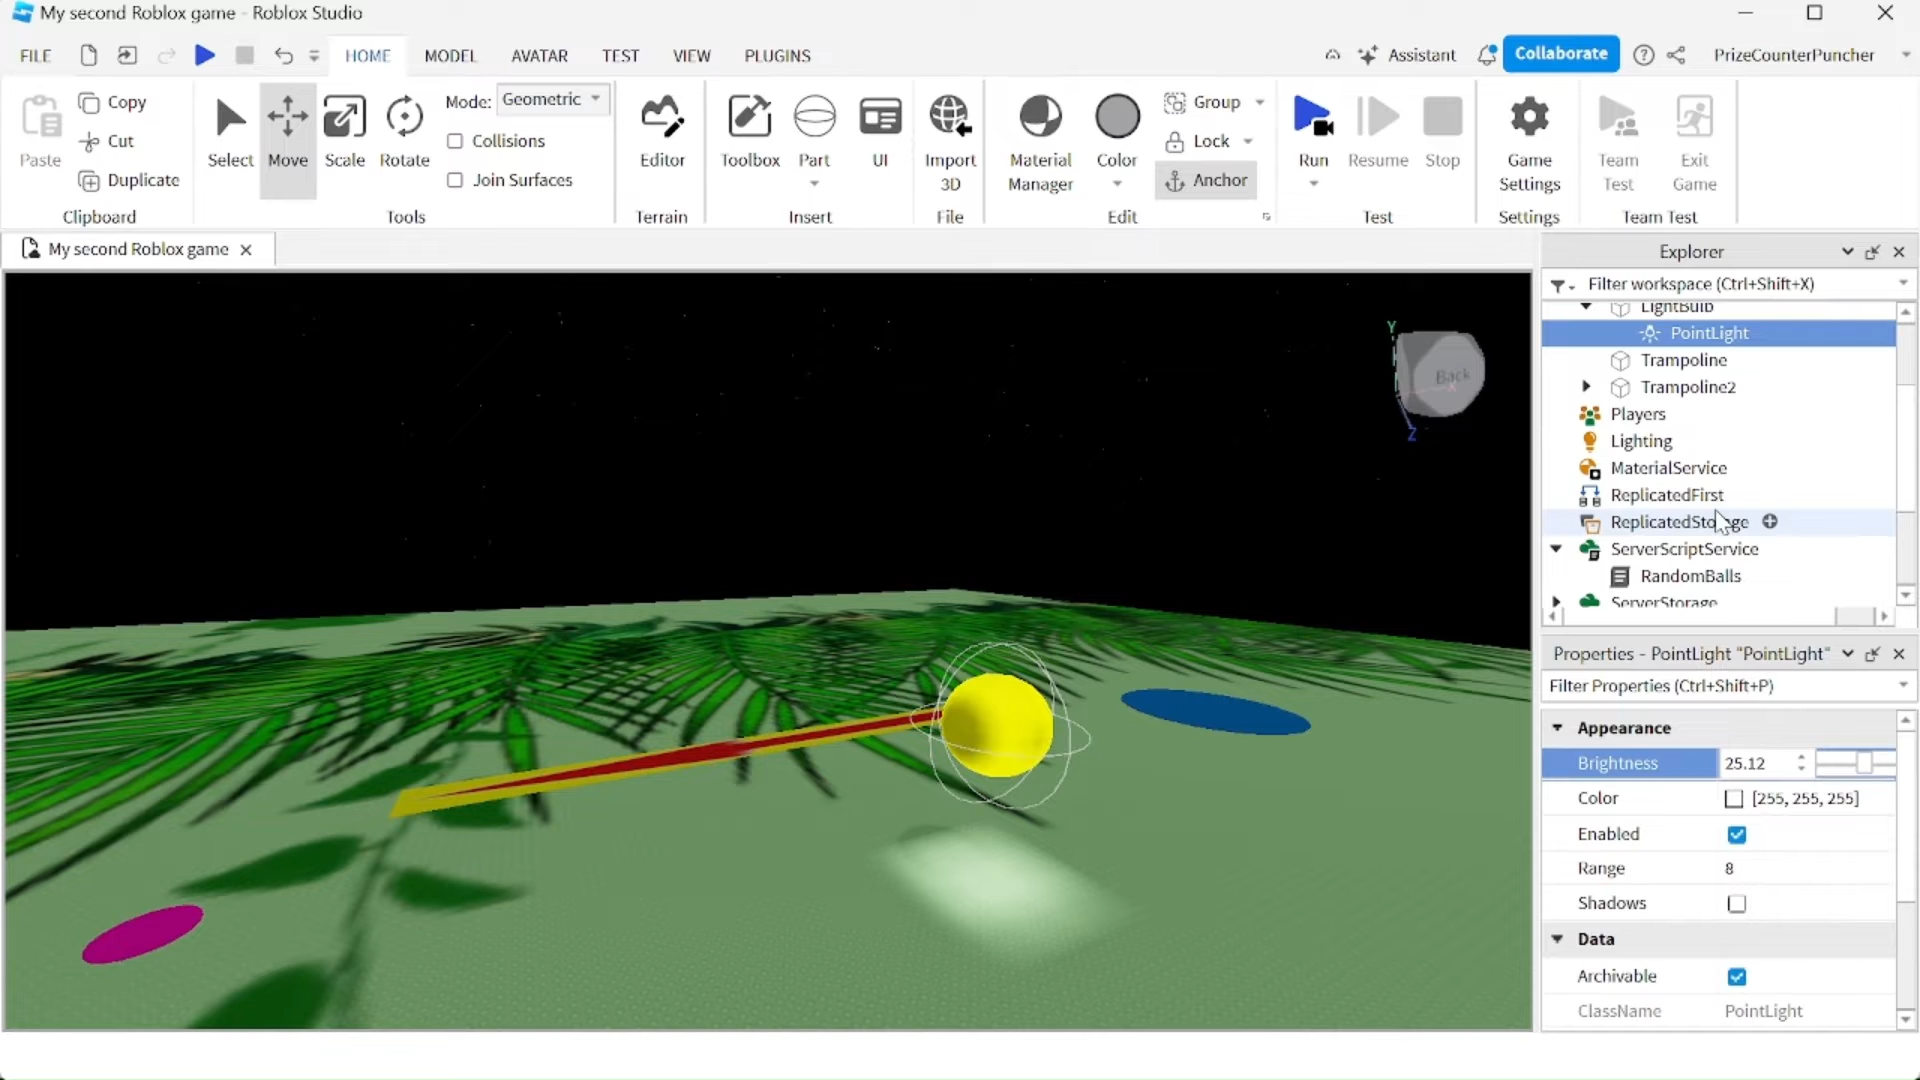 My second Roblox game - Roblox Studio
FILE
HOME
MODEL
AVATAR
TEST
VIEW
PLUGINS
Assistant
Collaborate
PrizeCounterPuncher
Paste
Copy
Cut
Duplicate
Clipboard
Select
Move
Scale
Rotate
Mode: Geometric
Collisions
Join Surfaces
Tools
Editor
Terrain
Toolbox
Part
UI
Insert
Import
3D
File
Material
Manager
Color
Group
Lock
Anchor
Edit
Run
Resume
Stop
Test
Game
Settings
Settings
Team
Test
Exit
Game
Team Test
My second Roblox game
Y
Back
X
Z
Explorer
Filter workspace (Ctrl+Shift+X)
LightBulb
PointLight
Trampoline
Trampoline2
Players
Lighting
MaterialService
ReplicatedFirst
ReplicatedStorage
ServerScriptService
RandomBalls
ServerStorage
Properties - PointLight "PointLight"
Filter Properties (Ctrl+Shift+P)
Appearance
Brightness 25.12
Color [255, 255, 255]
Enabled
Range 8
Shadows
Data
Archivable
ClassName PointLight